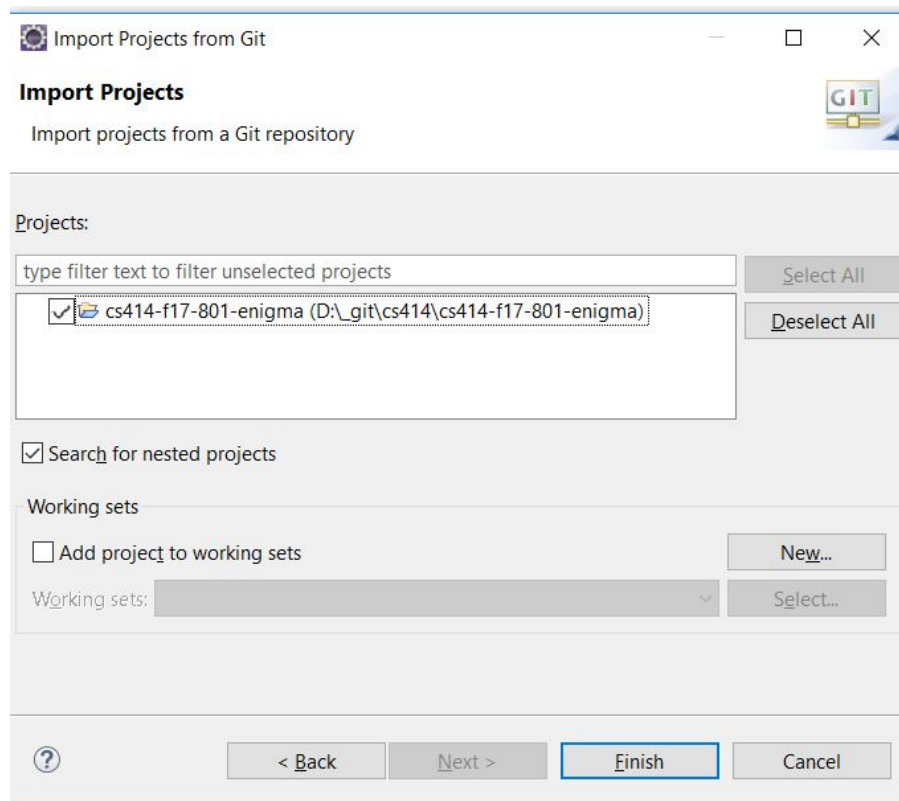 Import Projects from Git
Import Projects
GIT
Import projects from a Git repository
Projects:
type filter text to filter unselected projects
Select All
cs414-f17-801-enigma (D:\_git\cs414\cs414-f17-801-enigma)
Deselect All
Search for nested projects
Working sets
Add project to working sets
New...
Working sets:
Select...
?
< Back
Next >
Finish
Cancel